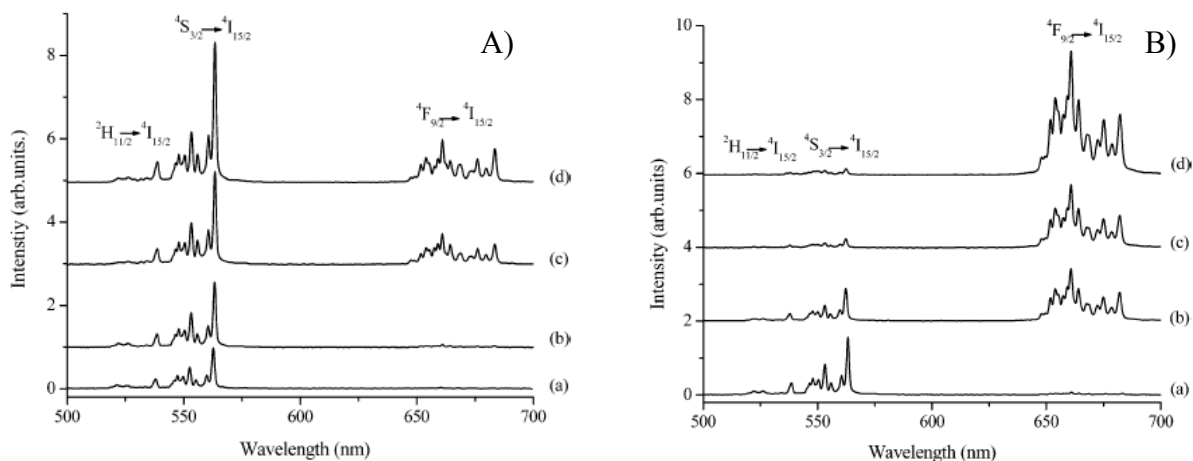 A)
⁴S₃/₂→⁴I₁₅/₂
²H₁₁/₂→⁴I₁₅/₂
⁴F₉/₂→⁴I₁₅/₂
8
6
4
2
0
(d)
(c)
(b)
(a)
Intenstiy (arb.units.)
500 550 600 650 700
Wavelength (nm)
B)
⁴F₉/₂→⁴I₁₅/₂
²H₁₁/₂→⁴I₁₅/₂ ⁴S₃/₂→⁴I₁₅/₂
10
8
6
4
2
0
(d)
(c)
(b)
(a)
Intensity (arb.units)
500 550 600 650 700
Wavelength (nm)